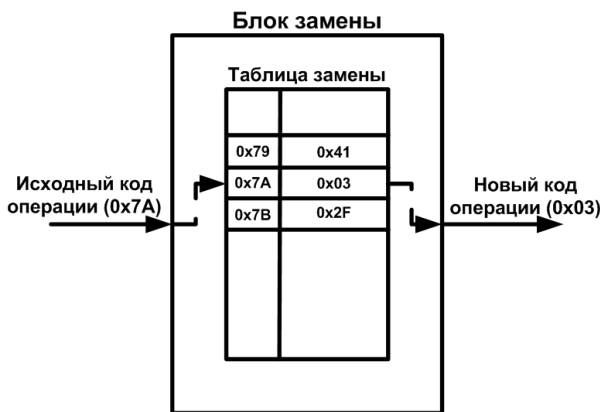 Блок замены
Таблица замены
0x79 0x41
0x7A 0x03
0x7B 0x2F
Исходный код
операции (0x7A)
Новый код
операции (0x03)